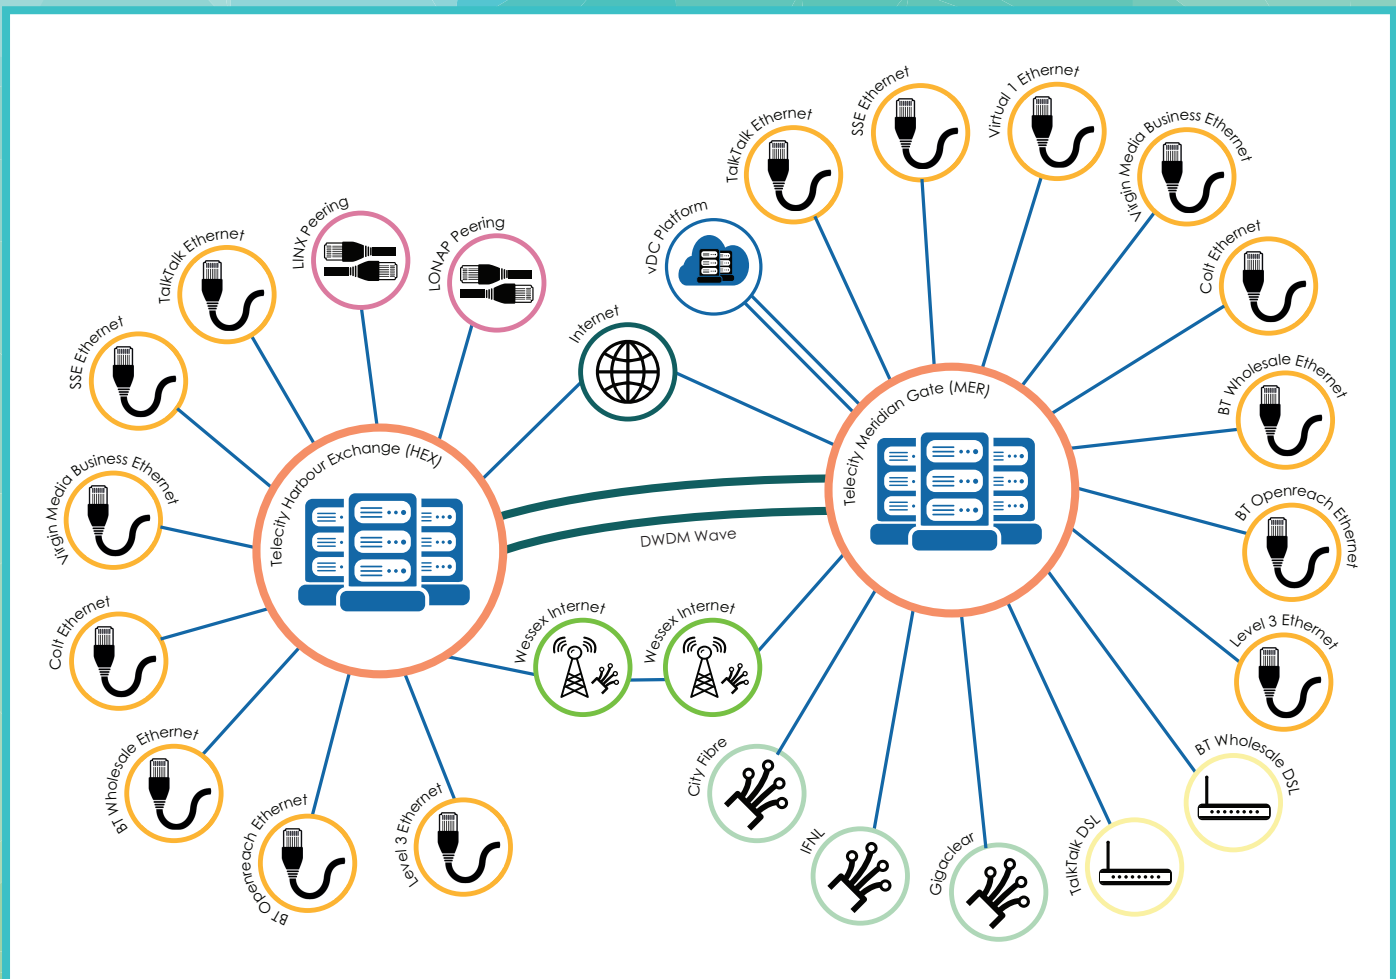 SSE Ethernet
Virtual 1 Ethernet
TalkTalk Ethernet
Virgin Media Business Ethernet
LINX Peering
LONAP Peering
vDC Platform
TalkTalk Ethernet
Colt Ethernet
Internet
SSE Ethernet
BT Wholesale Ethernet
Telecity Meridian Gate (MER)
Telecity Harbour Exchange (HEX)
Virgin Media Business Ethernet
BT Openreach Ethernet
DWDM Wave
Colt Ethernet
Wessex Internet
Wessex Internet
Level 3 Ethernet
BT Wholesale Ethernet
City Fibre
BT Wholesale DSL
BT Openreach Ethernet
Level 3 Ethernet
IFNL
Gigaclear
TalkTalk DSL